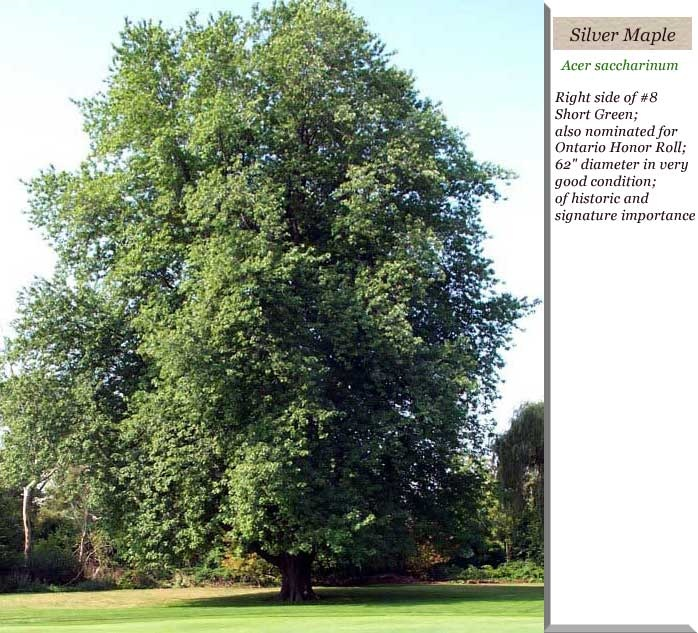 Silver Maple
Acer saccharinum
Right side of #8
Short Green;
also nominated for
Ontario Honor Roll;
62" diameter in very
good condition;
of historic and
signature importance